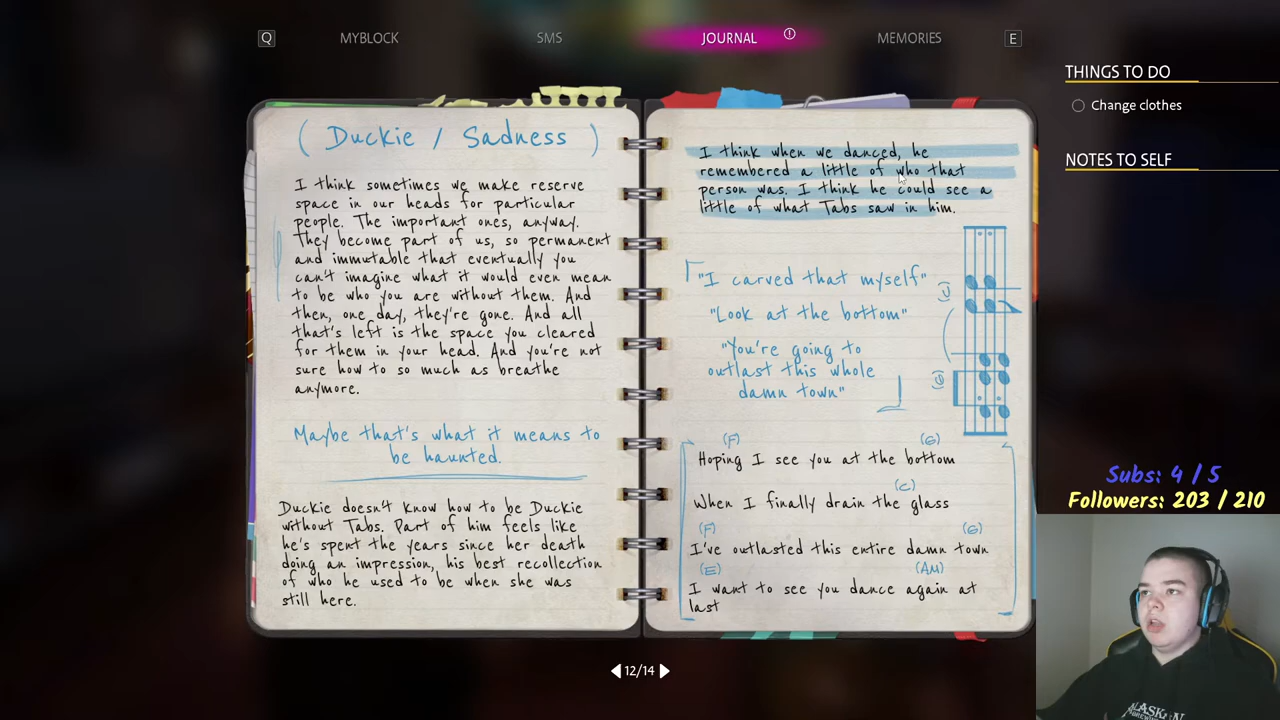 Q
MYBLOCK
SMS
JOURNAL
MEMORIES
E
THINGS TO DO
Change clothes
NOTES TO SELF
( Duckie / Sadness )
I think sometimes we make reserve
space in our heads for particular
people. The important ones, anyway.
They become part of us, so permanent
and immutable that eventually you
can't imagine what it would even mean
to be who you are without them. And
then, one day, they're gone. And all
that's left is the space you cleared
for them in your head. And you're not
sure how to so much as breathe
anymore.
Maybe that's what it means to
be haunted.
Duckie doesn't know how to be Duckie
without Tabs. Part of him feels like
he's spent the years since her death
doing an impression, his best recollection
of who he used to be when she was
still here.
I think when we danced, he
remembered a little of who that
person was. I think he could see a
little of what Tabs saw in him.
"I carved that myself"
"Look at the bottom"
"You're going to
outlast this whole
damn town"
(F) (G)
Hoping I see you at the bottom
(C)
When I finally drain the glass
(F) (G)
I've outlasted this entire damn town
(E) (AM)
I want to see you dance again at
last
12/14
Subs: 4 / 5
Followers: 203 / 210